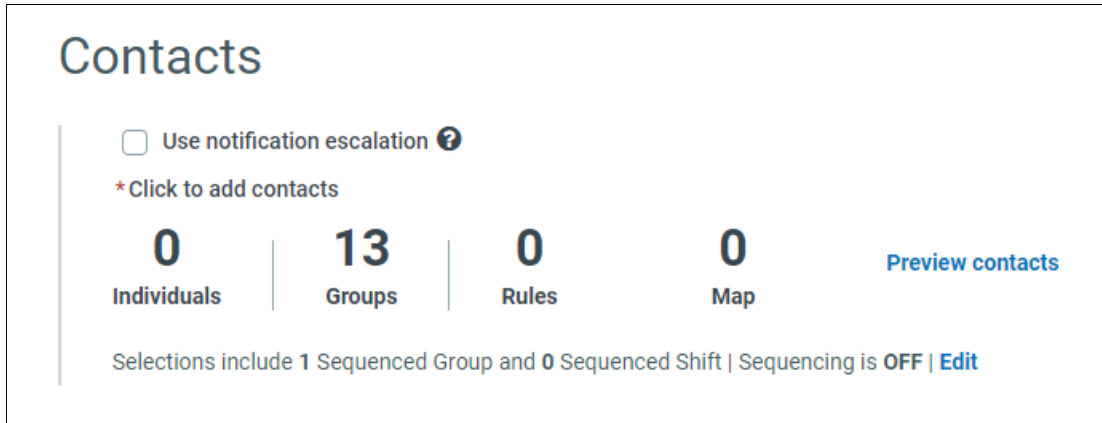 Contacts
Use notification escalation ?
*Click to add contacts
0 13 0 0
Individuals Groups Rules Map
Preview contacts
Selections include 1 Sequenced Group and 0 Sequenced Shift | Sequencing is OFF | Edit